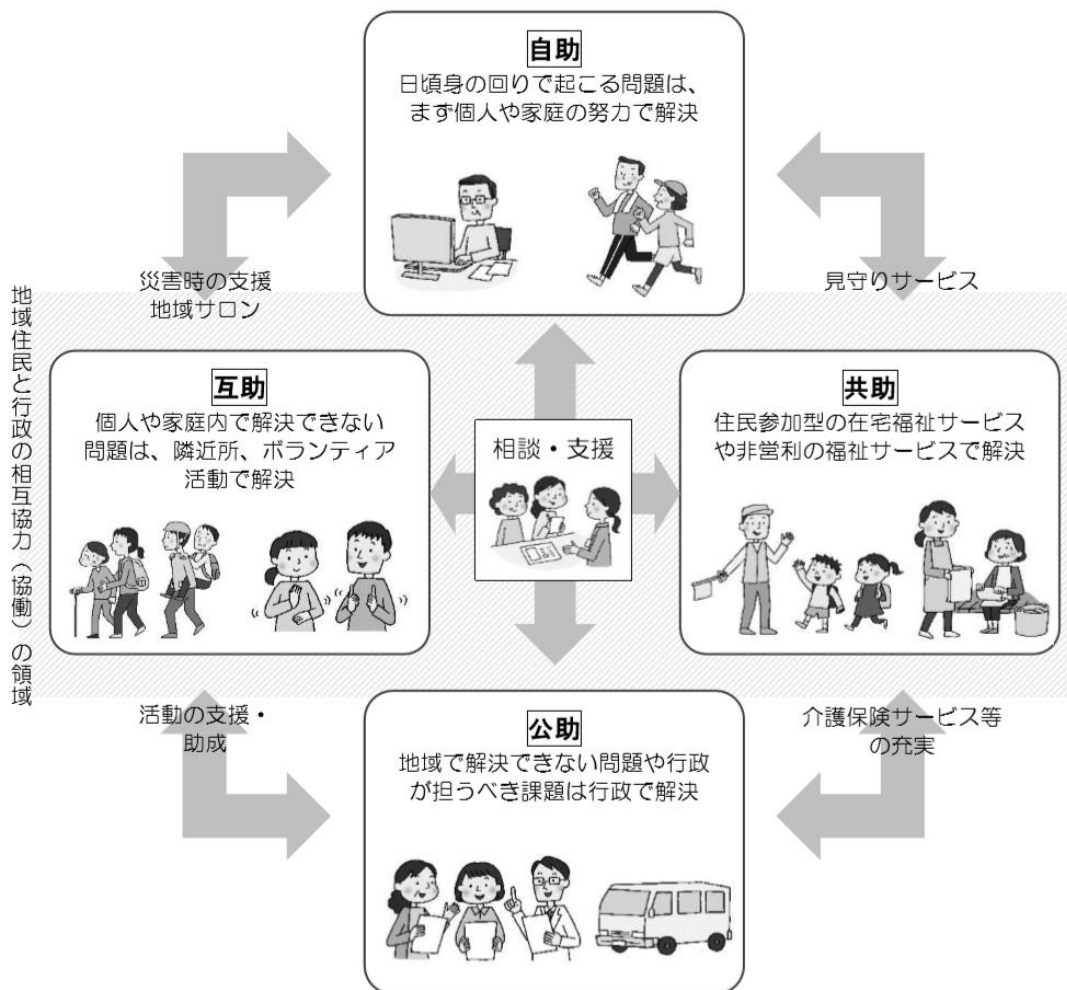 自助
日頃身の回りで起こる問題は、
まず個人や家庭の努力で解決
災害時の支援
地域サロン
見守りサービス
地域住民と行政の相互協力（協働）の領域
互助
個人や家庭内で解決できない
問題は、隣近所、ボランティア
活動で解決
相談・支援
共助
住民参加型の在宅福祉サービス
や非営利の福祉サービスで解決
活動の支援・
助成
介護保険サービス等
の充実
公助
地域で解決できない問題や行政
が担うべき課題は行政で解決